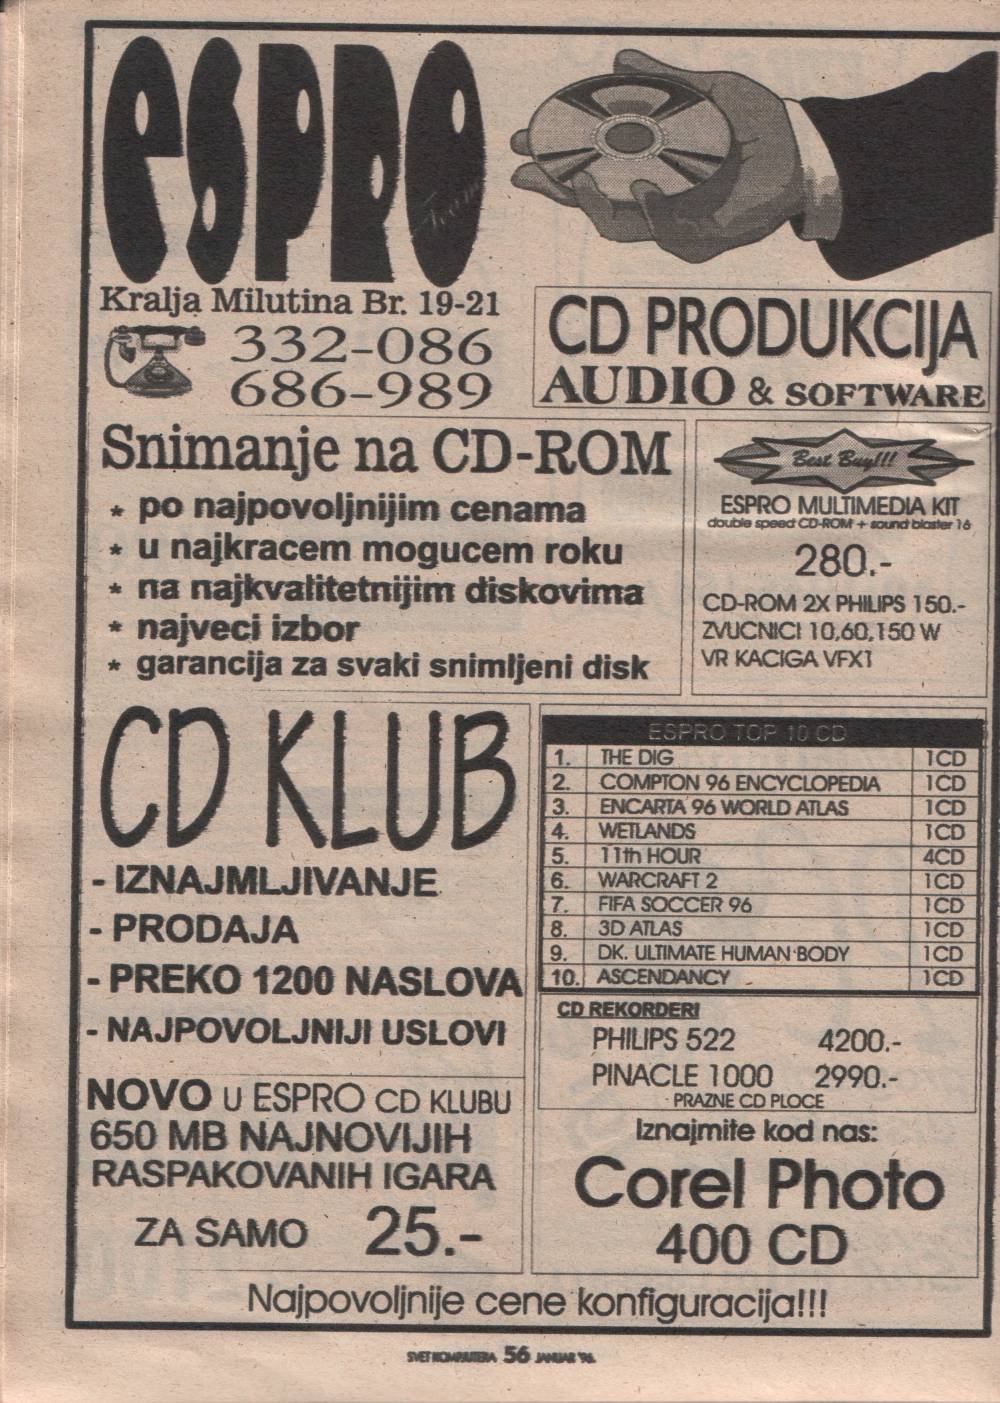 esPRO
Team
Kralja Milutina Br. 19-21
332-086
686-989
CD PRODUKCIJA
AUDIO & SOFTWARE
Snimanje na CD-ROM
* po najpovoljnijim cenama
* u najkracem mogucem roku
* na najkvalitetnijim diskovima
* najveci izbor
* garancija za svaki snimljeni disk
Best Buy!!!
ESPRO MULTIMEDIA KIT
double speed CD-ROM + sound blaster 16
280.-
CD-ROM 2X PHILIPS 150.-
ZVUCNICI 10,60,150 W
VR KACIGA VFX1
CD KLUB
- IZNAJMLJIVANJE
- PRODAJA
- PREKO 1200 NASLOVA
- NAJPOVOLJNIJI USLOVI
NOVO U ESPRO CD KLUBU
650 MB NAJNOVIJIH
RASPAKOVANIH IGARA
ZA SAMO 25.-
ESPRO TOP 10 CD
1. THE DIG 1CD
2. COMPTON 96 ENCYCLOPEDIA 1CD
3. ENCARTA 96 WORLD ATLAS 1CD
4. WETLANDS 1CD
5. 11th HOUR 4CD
6. WARCRAFT 2 1CD
7. FIFA SOCCER 96 1CD
8. 3D ATLAS 1CD
9. DK. ULTIMATE HUMAN BODY 1CD
10. ASCENDANCY 1CD
CD REKORDERI
PHILIPS 522 4200.-
PINACLE 1000 2990.-
PRAZNE CD PLOCE
Iznajmite kod nas:
Corel Photo
400 CD
Najpovoljnije cene konfiguracija!!!
SVET KOMPJUTERA 56 JANUAR '96.